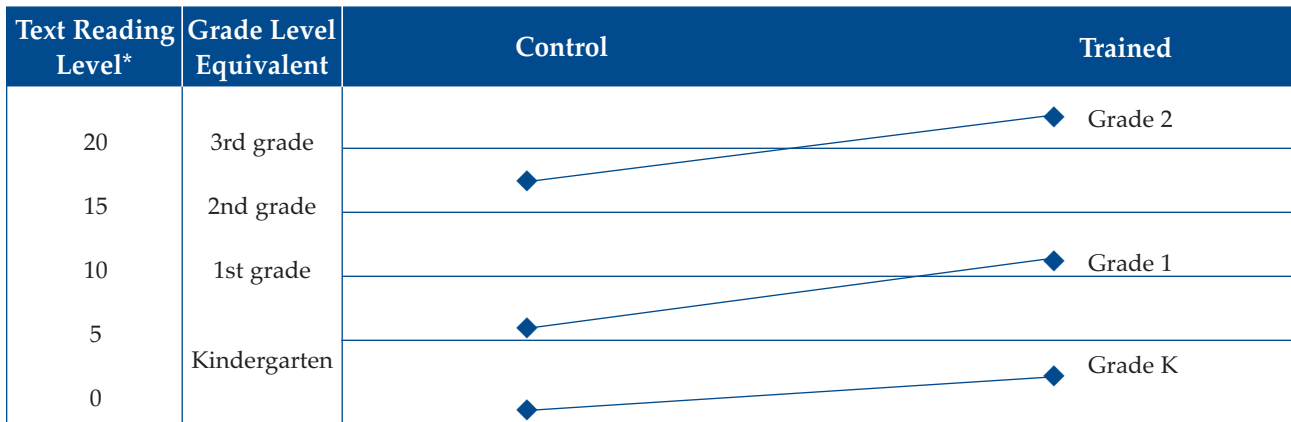 Text Reading Level*
Grade Level Equivalent
Control
Trained
Grade 2
20
3rd grade
15
2nd grade
10
1st grade
Grade 1
5
Kindergarten
Grade K
0